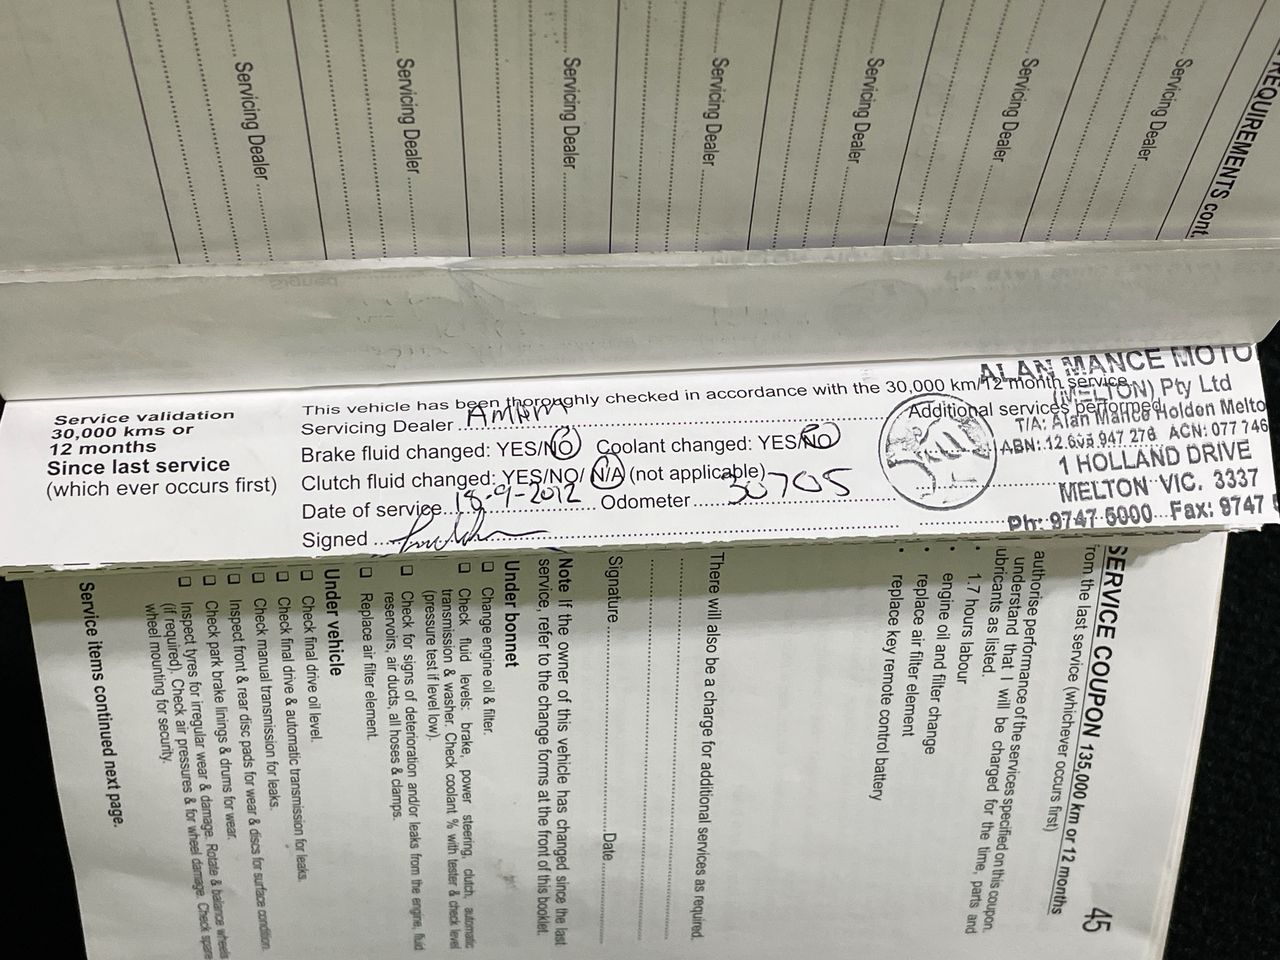 REQUIREMENTS cont
Servicing Dealer
Servicing Dealer
Servicing Dealer
Servicing Dealer
Servicing Dealer
Servicing Dealer
Servicing Dealer
Service validation
30,000 kms or
12 months
Since last service
(which ever occurs first)
This vehicle has been thoroughly checked in accordance with the 30,000 km/12 month service
Servicing Dealer AMHM
Additional services performed
Brake fluid changed: YES/NO Coolant changed: YES/NO
Clutch fluid changed: YES/NO/ N/A (not applicable)
Date of service 18-9-2012 Odometer 30705
Signed
ALAN MANCE MOTO
(MELTON) Pty Ltd
T/A: Alan Mance Holden Melto
ABN: 12 603 947 276 ACN: 077 746
1 HOLLAND DRIVE
MELTON VIC. 3337
Ph: 9747 5000 Fax: 9747
SERVICE COUPON 135,000 km or 12 months
45
from the last service (whichever occurs first)
authorise performance of the services specified on this coupon.
understand that I will be charged for the time, parts and
lubricants as listed.
• 1.7 hours labour
• engine oil and filter change
• replace air filter element
• replace key remote control battery
There will also be a charge for additional services as required.
Signature Date
Note If the owner of this vehicle has changed since the last
service, refer to the change forms at the front of this booklet.
Under bonnet
Change engine oil & filter.
Check fluid levels: brake, power steering, clutch, automatic
transmission & washer. Check coolant % with tester & check level
(pressure test if level low).
Check for signs of deterioration and/or leaks from the engine, fluid
reservoirs, air ducts, all hoses & clamps.
Replace air filter element.
Under vehicle
Check final drive oil level.
Check final drive & automatic transmission for leaks.
Check manual transmission for leaks.
Inspect front & rear disc pads for wear & discs for surface condition.
Check park brake linings & drums for wear.
Inspect tyres for irregular wear & damage. Rotate & balance wheels
(if required). Check air pressures & for wheel damage. Check spare
wheel mounting for security.
Service items continued next page.